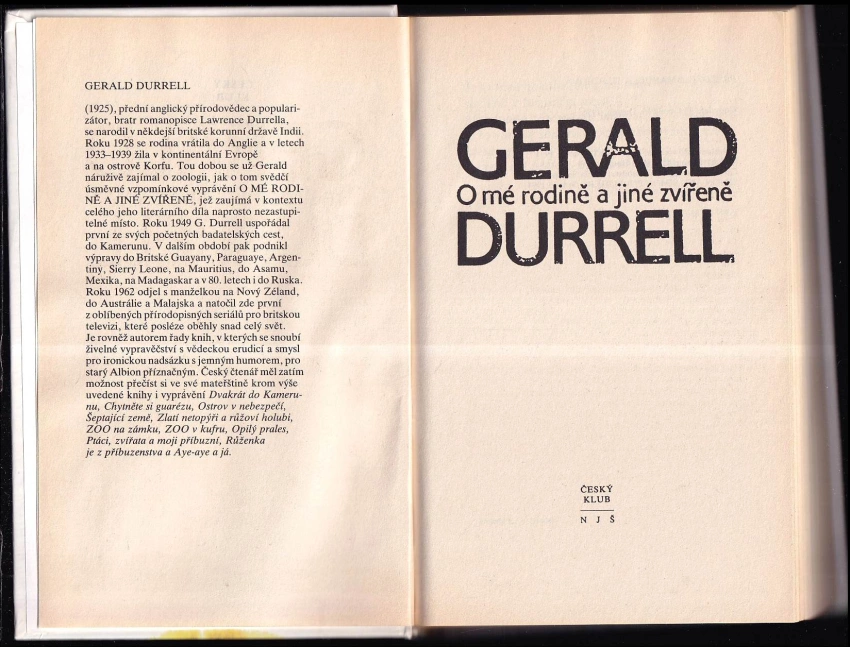 GERALD DURRELL
(1925), přední anglický přírodovědec a populari-
zátor, bratr romanopisce Lawrence Durrella,
se narodil v někdejší britské korunní državě Indii.
Roku 1928 se rodina vrátila do Anglie a v letech
1933–1939 žila v kontinentální Evropě
a na ostrově Korfu. Tou dobou se už Gerald
náruživě zajímal o zoologii, jak o tom svědčí
úsměvné vzpomínkové vyprávění O MÉ RODI-
NĚ A JINÉ ZVÍŘENĚ, jež zaujímá v kontextu
celého jeho literárního díla naprosto nezastupi-
telné místo. Roku 1949 G. Durrell uspořádal
první ze svých početných badatelských cest,
do Kamerunu. V dalším období pak podnikl
výpravy do Britské Guayany, Paraguaye, Argen-
tiny, Sierry Leone, na Mauritius, do Asamu,
Mexika, na Madagaskar a v 80. letech i do Ruska.
Roku 1962 odjel s manželkou na Nový Zéland,
do Austrálie a Malajska a natočil zde první
z oblíbených přírodopisných seriálů pro britskou
televizi, které posléze oběhly snad celý svět.
Je rovněž autorem řady knih, v kterých se snoubí
živelné vypravěčství s vědeckou erudicí a smysl
pro ironickou nadsázku s jemným humorem, pro
starý Albion příznačným. Český čtenář měl zatím
možnost přečíst si ve své mateřštině krom výše
uvedené knihy i vyprávění Dvakrát do Kameru-
nu, Chytněte si guarézu, Ostrov v nebezpečí,
Šeptající země, Zlatí netopýři a růžoví holubi,
ZOO na zámku, ZOO v kufru, Opilý prales,
Ptáci, zvířata a moji příbuzní, Růženka
je z příbuzenstva a Aye-aye a já.
GERALD
O mé rodině a jiné zvířeně
DURRELL
ČESKÝ
KLUB
N J Š